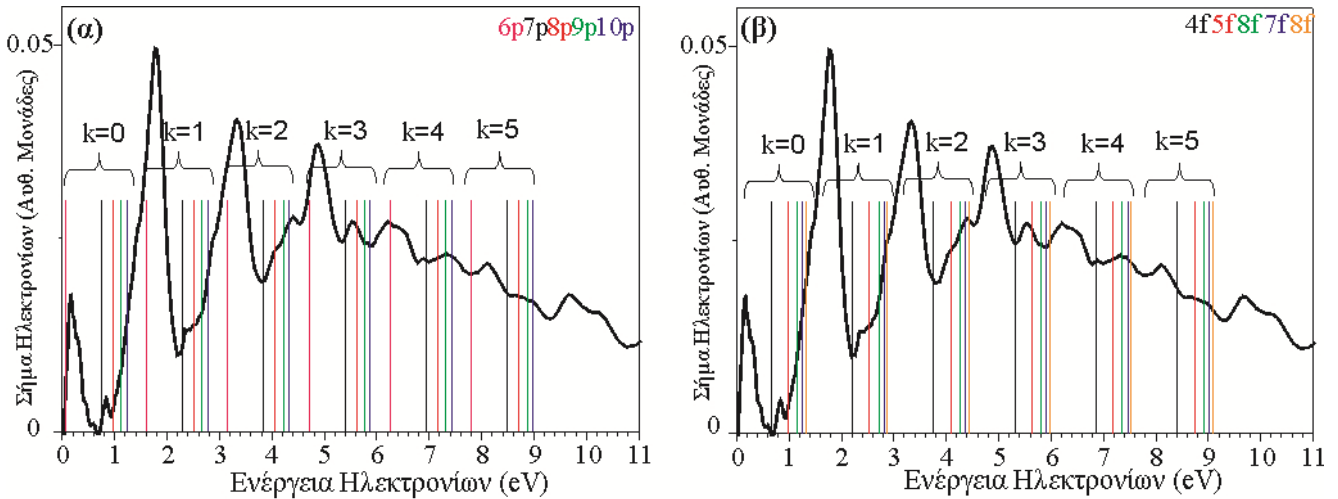 (α)
6p7p8p9p10p
0.05
k=0
k=1
k=2
k=3
k=4
k=5
Σήμα Ηλεκτρονίων (Αυθ. Μονάδες)
0
0 1 2 3 4 5 6 7 8 9 10 11
Ενέργεια Ηλεκτρονίων (eV)
(β)
4f5f8f7f8f
0.05
k=0
k=1
k=2
k=3
k=4
k=5
Σήμα Ηλεκτρονίων (Αυθ. Μονάδες)
0
0 1 2 3 4 5 6 7 8 9 10 11
Ενέργεια Ηλεκτρονίων (eV)